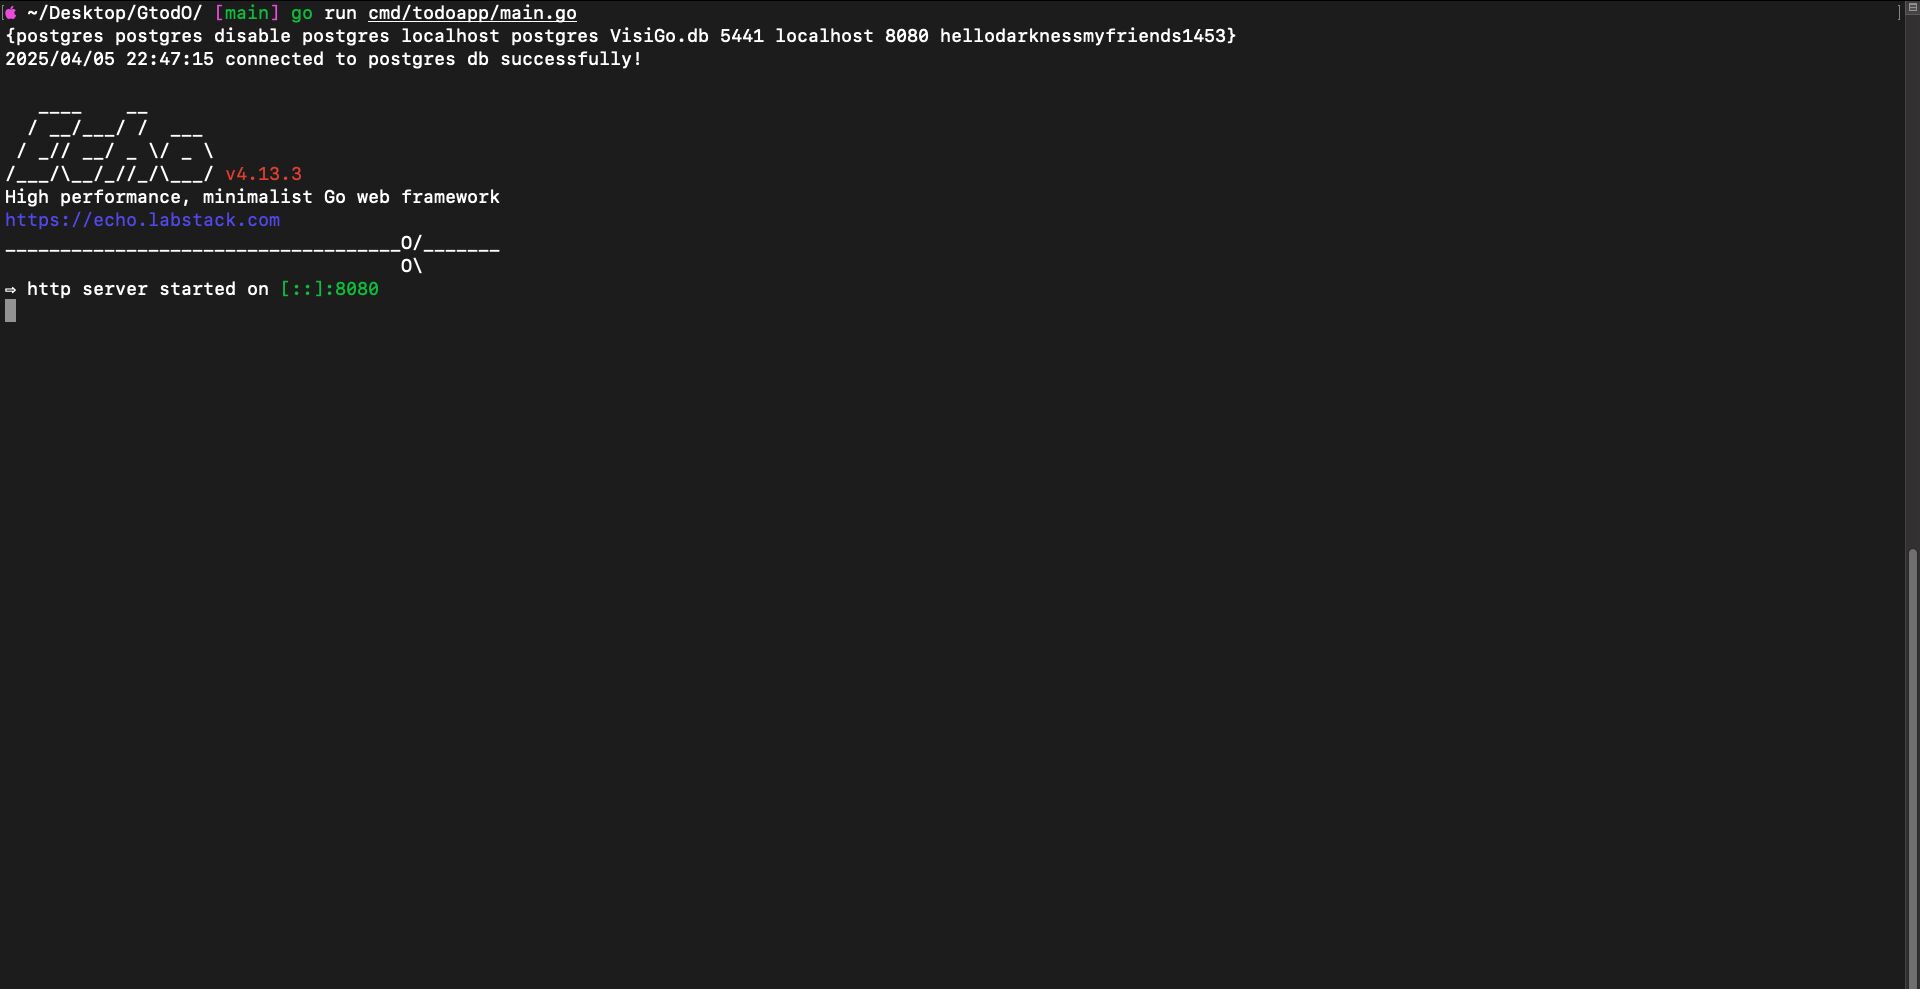 ~/Desktop/GtodO/ [main] go run cmd/todoapp/main.go
{postgres postgres disable postgres localhost postgres VisiGo.db 5441 localhost 8080 hellodarknessmyfriends1453}
2025/04/05 22:47:15 connected to postgres db successfully!

   ____    __
  / __/___/ /  ___
 / _// __/ _ \/ _ \
/___/\__/_//_/\___/ v4.13.3
High performance, minimalist Go web framework
https://echo.labstack.com
____________________________________O/_______
                                    O\
⇨ http server started on [::]:8080